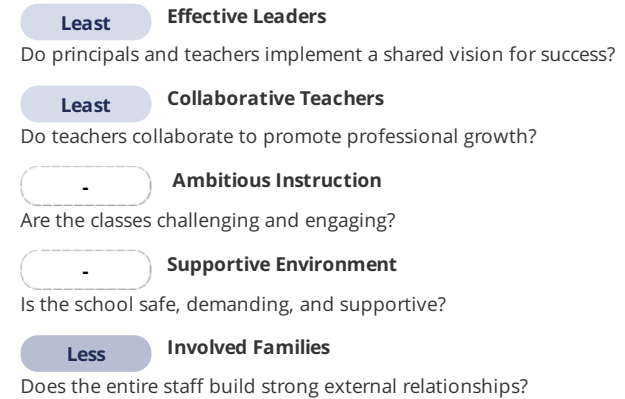 Least Effective Leaders
Do principals and teachers implement a shared vision for success?
Least Collaborative Teachers
Do teachers collaborate to promote professional growth?
- Ambitious Instruction
Are the classes challenging and engaging?
- Supportive Environment
Is the school safe, demanding, and supportive?
Less Involved Families
Does the entire staff build strong external relationships?